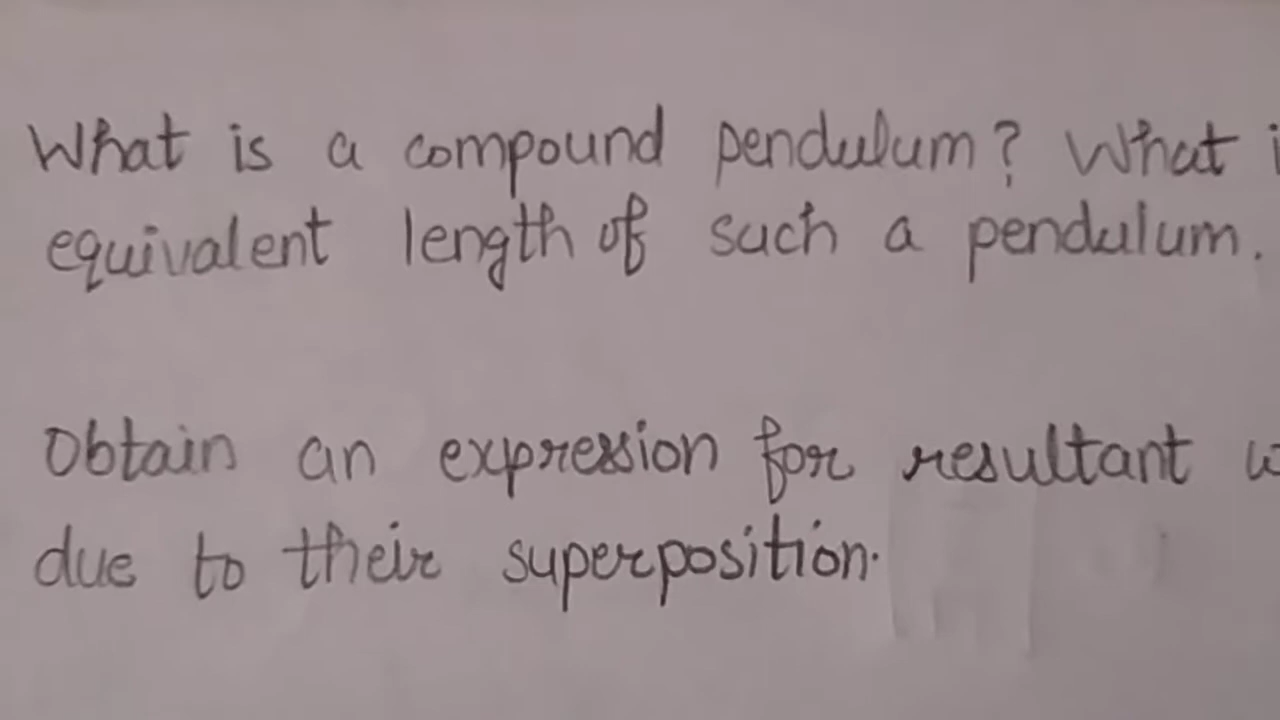 What is a compound pendulum? What i
equivalent length of such a pendulum.
Obtain an expression for resultant w
due to their superposition.